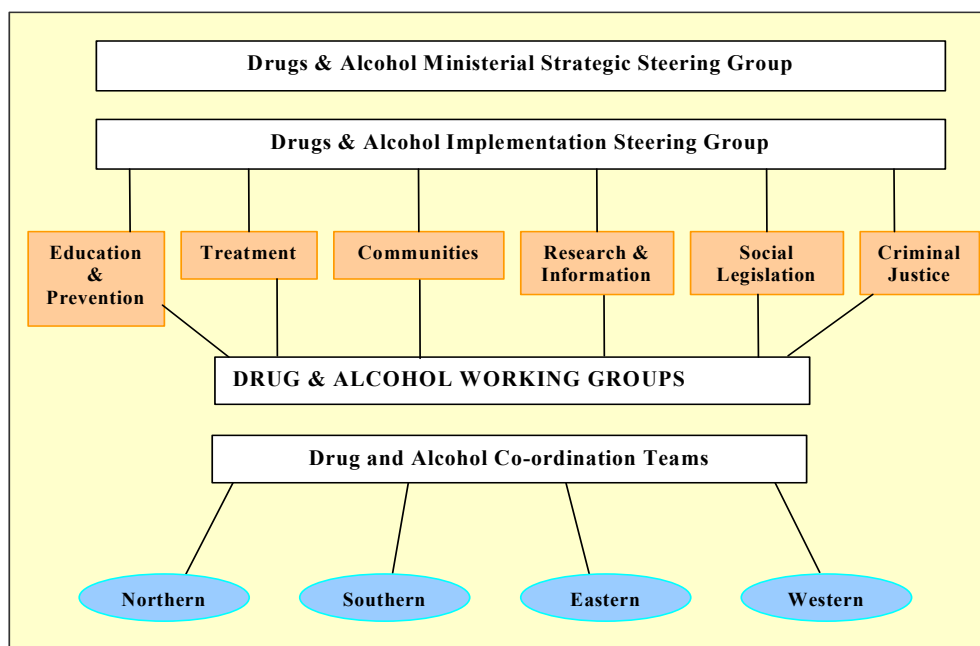 Drugs & Alcohol Ministerial Strategic Steering Group
Drugs & Alcohol Implementation Steering Group
Education
&
Prevention
Treatment
Communities
Research &
Information
Social
Legislation
Criminal
Justice
DRUG & ALCOHOL WORKING GROUPS
Drug and Alcohol Co-ordination Teams
Northern
Southern
Eastern
Western